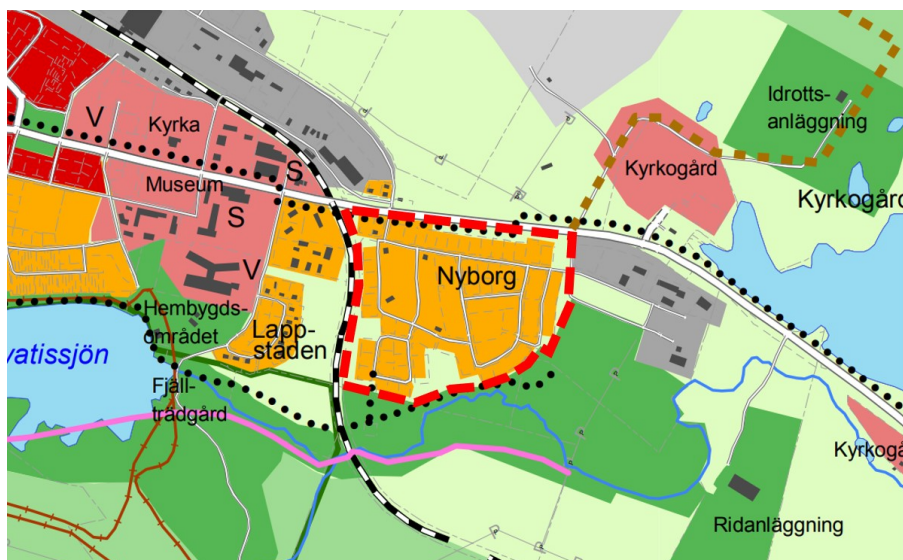 V
Kyrka
Museum
S
S
V
Idrotts-
anläggning
Kyrkogård
Kyrkogård
Nyborg
Hembygds-
området
Lapp-
staden
vatissjön
Fjäll-
trädgård
Kyrkogå
Ridanläggning